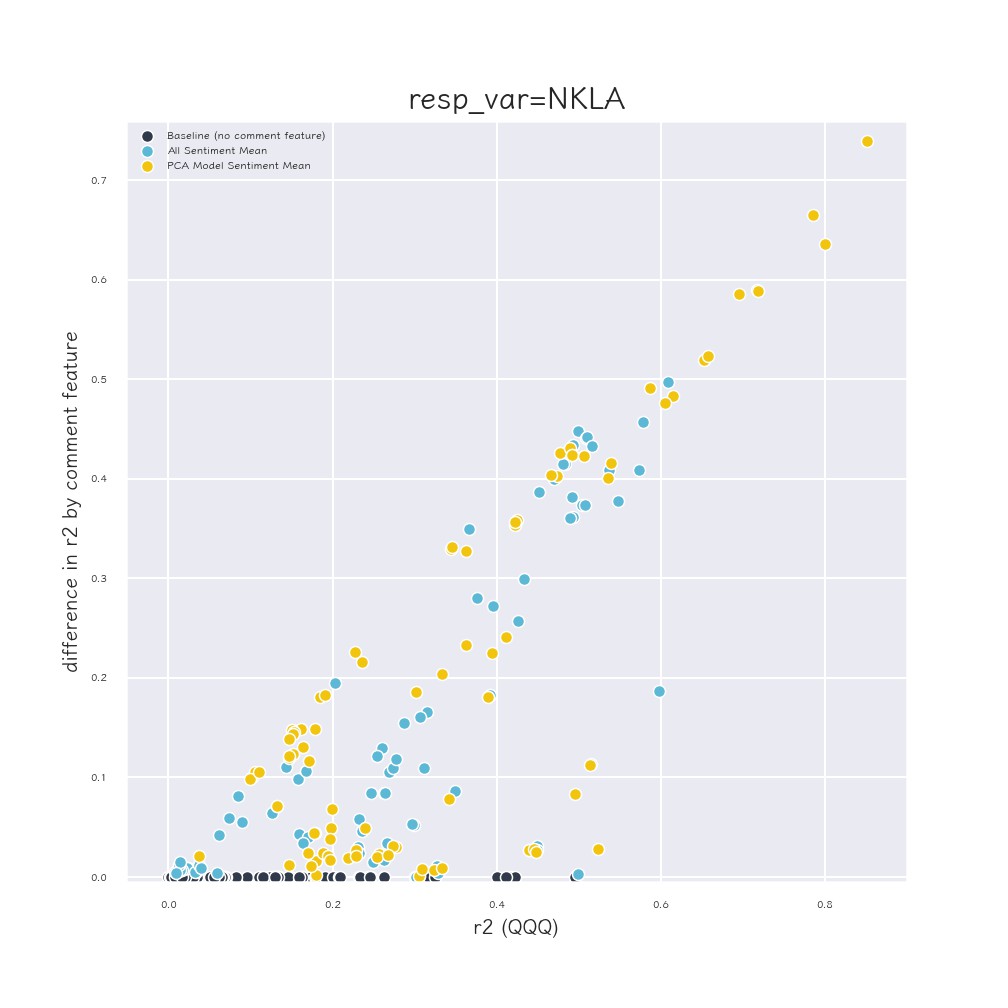 resp_var=NKLA
Baseline (no comment feature)
All Sentiment Mean
PCA Model Sentiment Mean
difference in r2 by comment feature
0.7
0.6
0.5
0.4
0.3
0.2
0.1
0.0
0.0 0.2 0.4 0.6 0.8
r2 (QQQ)